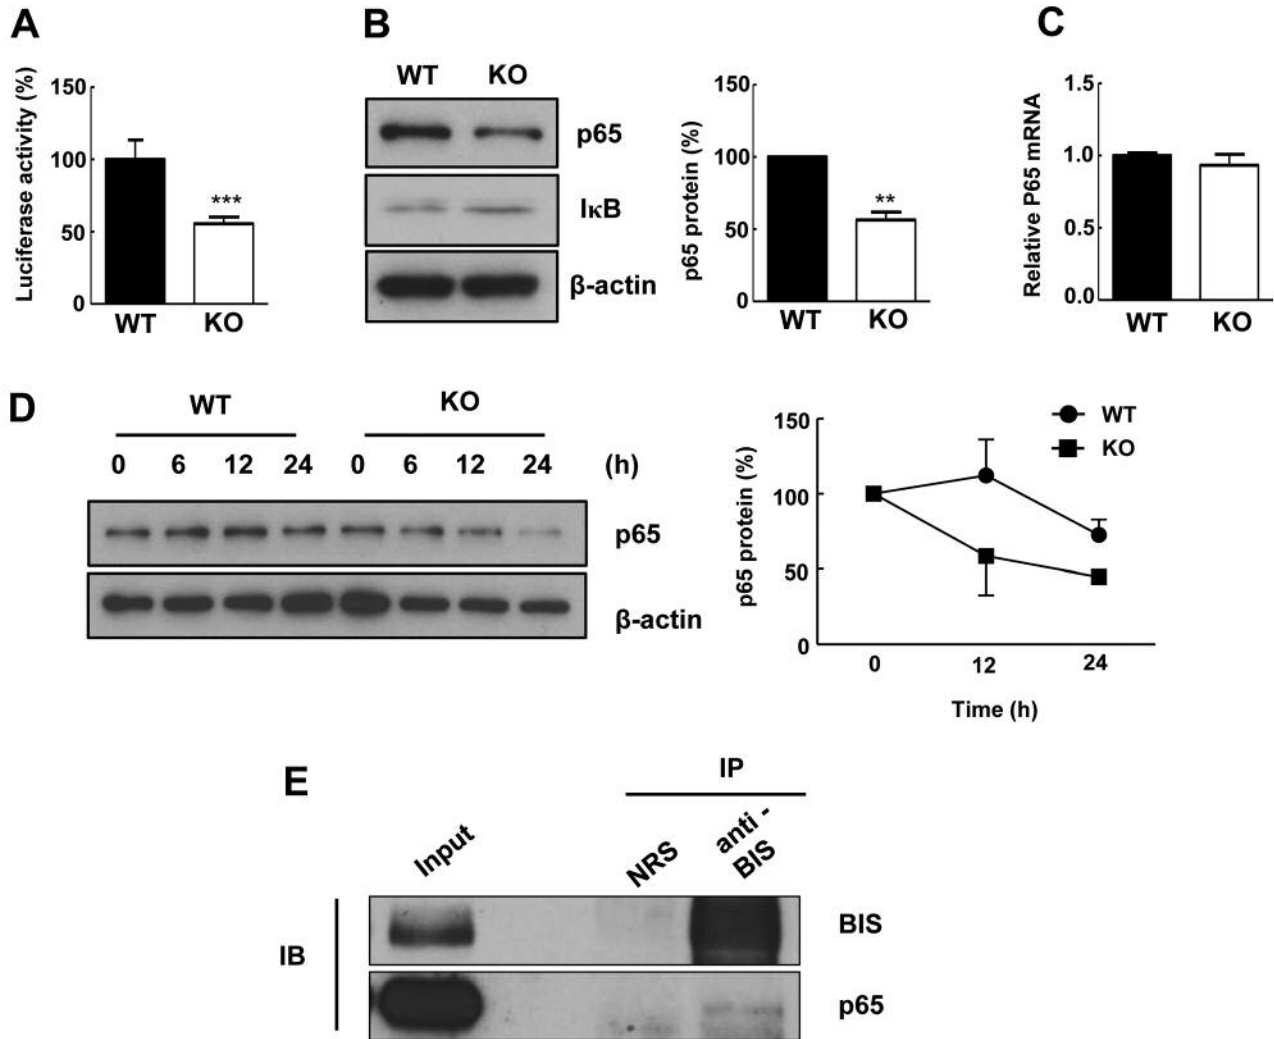 A
Luciferase activity (%)
150
100
50
0
***
WT KO
B
WT KO
p65
IκB
β-actin
p65 protein (%)
150
100
50
0
**
WT KO
C
Relative P65 mRNA
1.5
1.0
0.5
0.0
WT KO
D
WT KO
0 6 12 24 0 6 12 24 (h)
p65
β-actin
p65 protein (%)
150
100
50
0
WT
KO
0 12 24
Time (h)
E
IP
Input
NRS
anti -
BIS
IB
BIS
p65